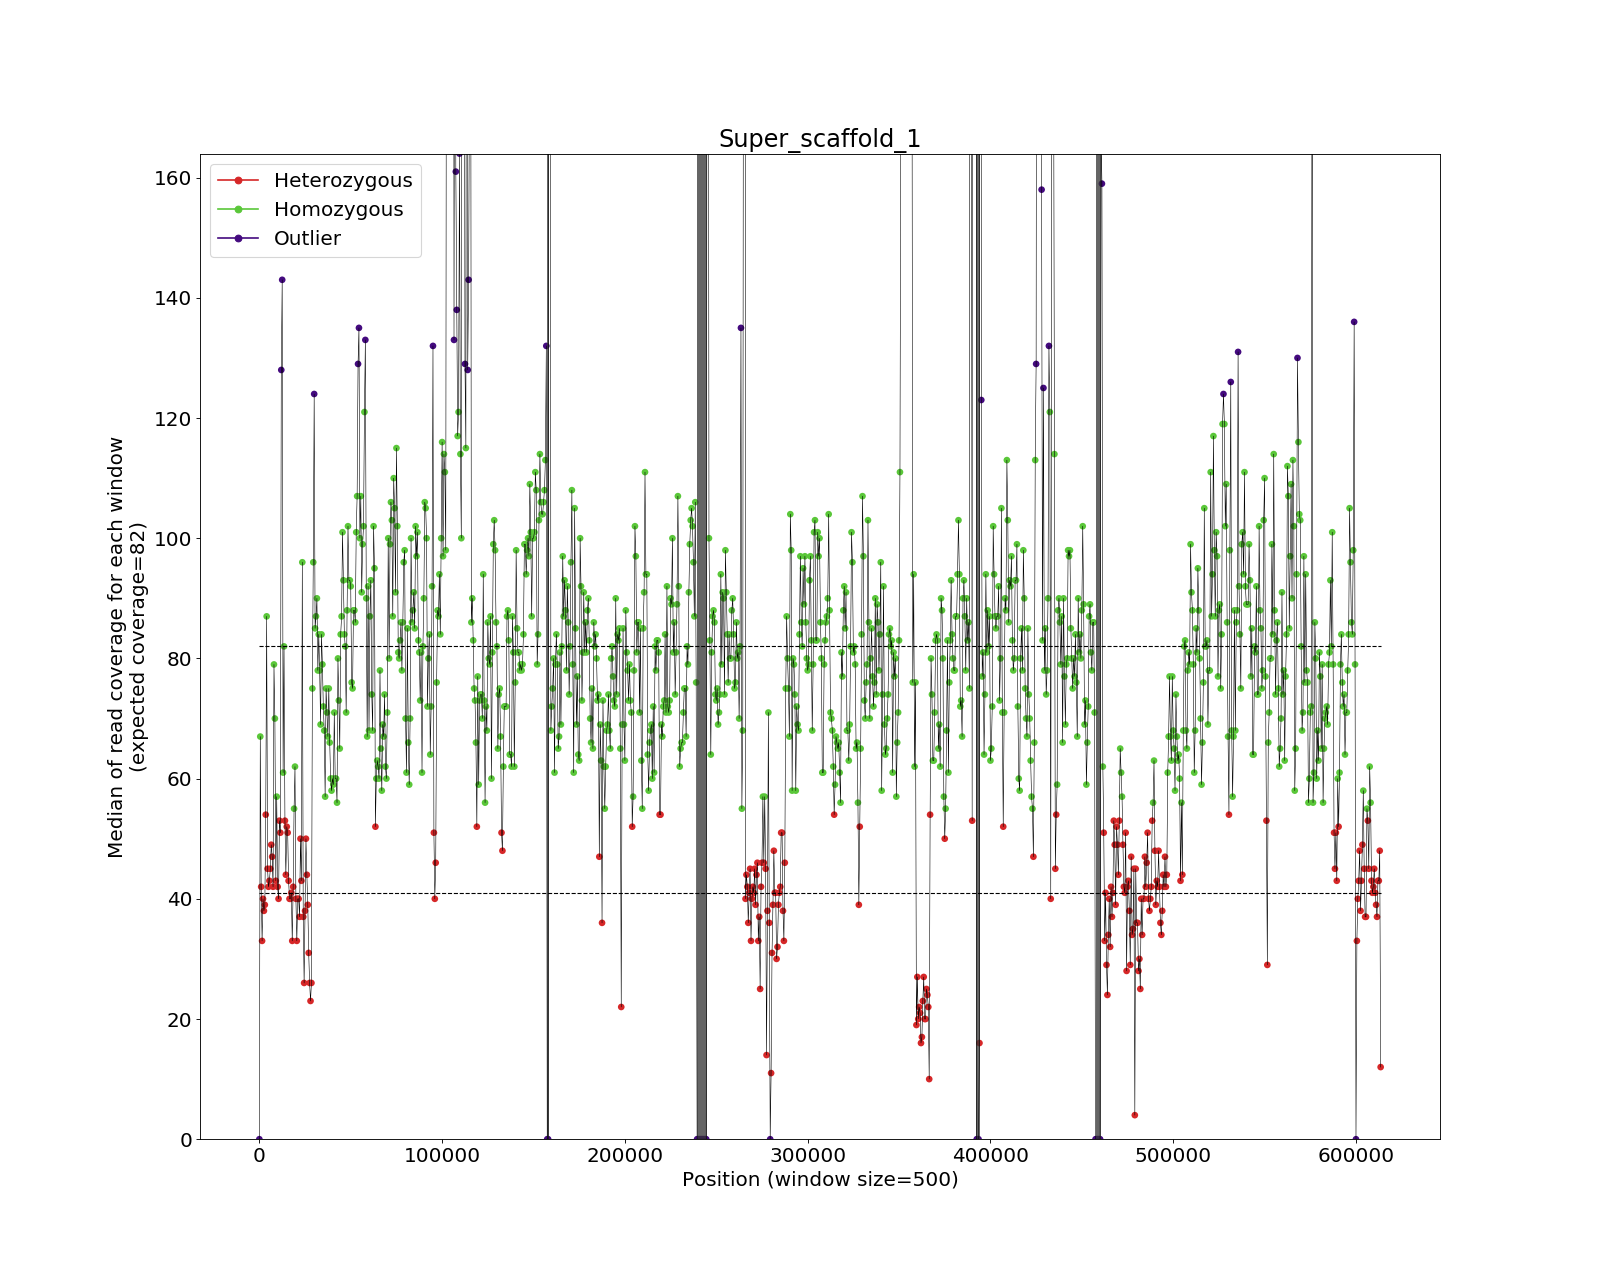 Super_scaffold_1
Heterozygous
Homozygous
Outlier
160
140
120
100
80
60
40
20
0
Median of read coverage for each window
(expected coverage=82)
0 100000 200000 300000 400000 500000 600000
Position (window size=500)